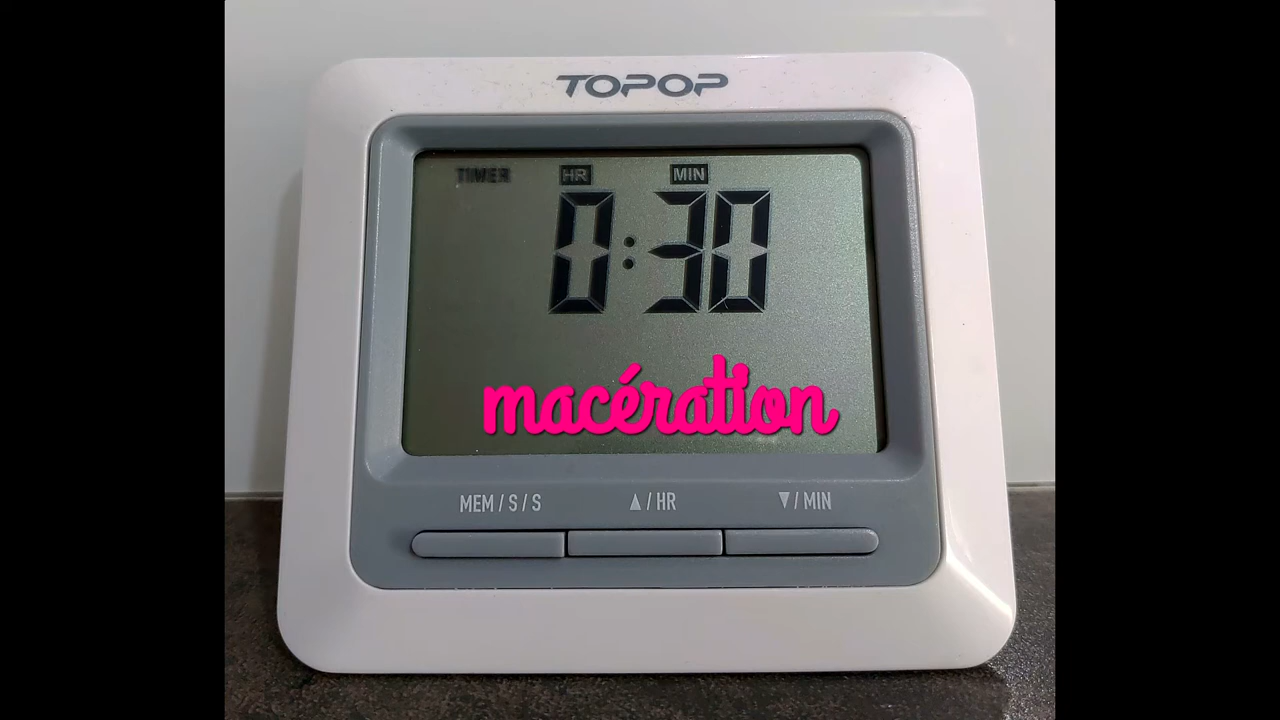 TOPOP
TIMER HR MIN
0:30
macération
MEM / S / S ▲/ HR ▼/ MIN